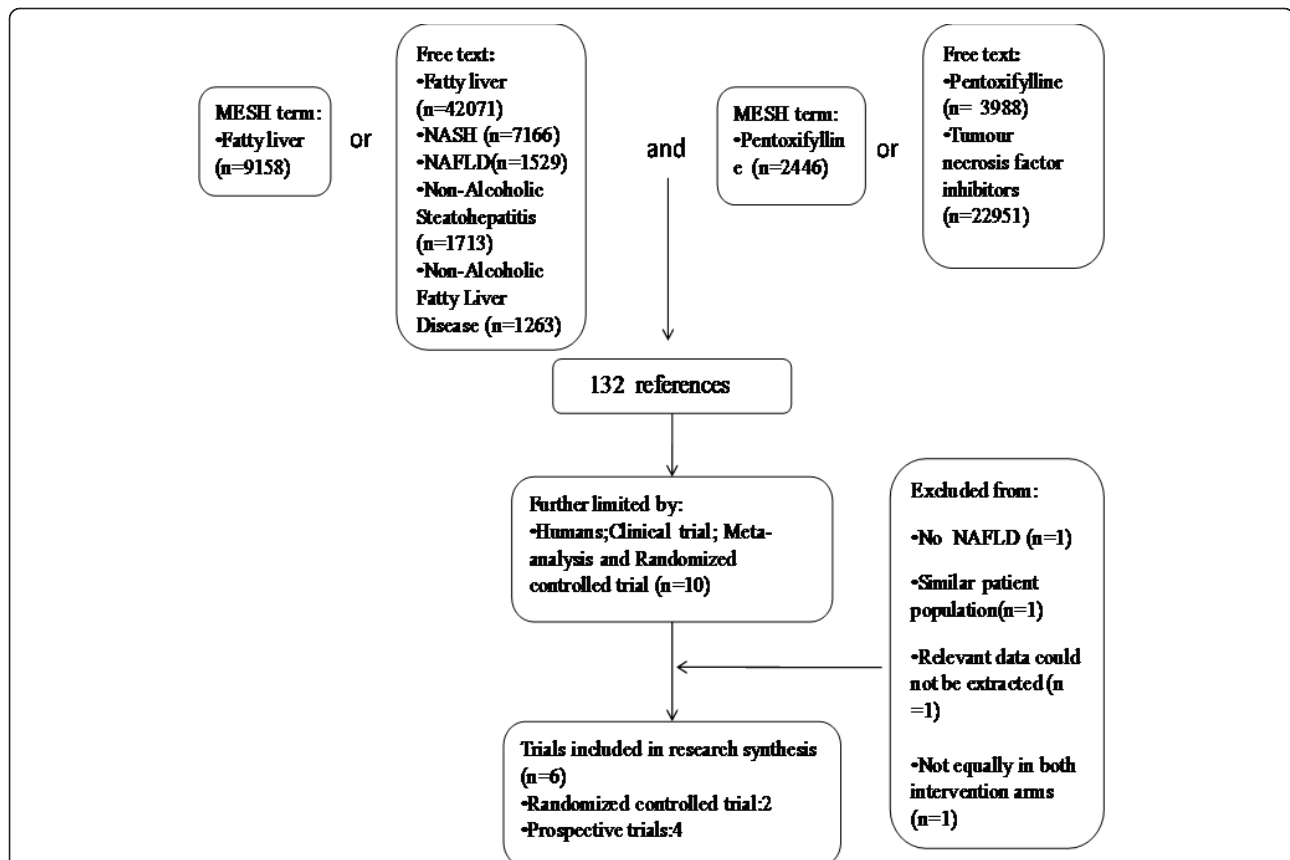 MESH term:
•Fatty liver
(n=9158)
or
Free text:
•Fatty liver
(n=42071)
•NASH (n=7166)
•NAFLD(n=1529)
•Non-Alcoholic
Steatohepatitis
(n=1713)
•Non-Alcoholic
Fatty Liver
Disease (n=1263)
and
MESH term:
•Pentoxifyllin
e (n=2446)
or
Free text:
•Pentoxifylline
(n= 3988)
•Tumour
necrosis factor
inhibitors
(n=22951)
132 references
Further limited by:
•Humans;Clinical trial; Meta-
analysis and Randomized
controlled trial (n=10)
Excluded from:
•No NAFLD (n=1)
•Similar patient
population(n=1)
•Relevant data could
not be extracted (n
=1)
•Not equally in both
intervention arms
(n=1)
Trials included in research synthesis
(n=6)
•Randomized controlled trial:2
•Prospective trials:4